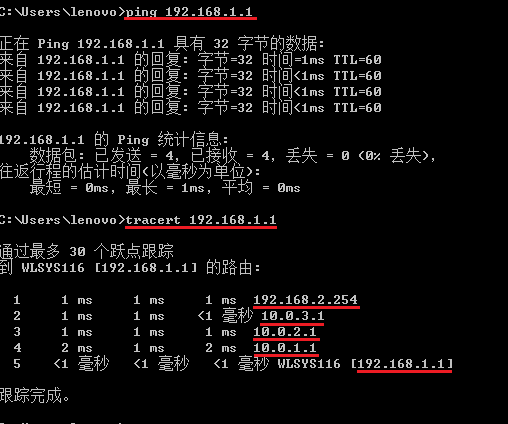 C:\Users\lenovo>ping 192.168.1.1
正在 Ping 192.168.1.1 具有 32 字节的数据:
来自 192.168.1.1 的回复: 字节=32 时间=1ms TTL=60
来自 192.168.1.1 的回复: 字节=32 时间<1ms TTL=60
来自 192.168.1.1 的回复: 字节=32 时间<1ms TTL=60
来自 192.168.1.1 的回复: 字节=32 时间<1ms TTL=60
192.168.1.1 的 Ping 统计信息:
数据包: 已发送 = 4, 已接收 = 4, 丢失 = 0 (0% 丢失),
往返行程的估计时间(以毫秒为单位):
最短 = 0ms, 最长 = 1ms, 平均 = 0ms
C:\Users\lenovo>tracert 192.168.1.1
通过最多 30 个跃点跟踪
到 WLSYS116 [192.168.1.1] 的路由:
1 1 ms 1 ms 1 ms 192.168.2.254
2 1 ms 1 ms <1 毫秒 10.0.3.1
3 1 ms 1 ms 1 ms 10.0.2.1
4 2 ms 1 ms 2 ms 10.0.1.1
5 <1 毫秒 <1 毫秒 <1 毫秒 WLSYS116 [192.168.1.1]
跟踪完成。